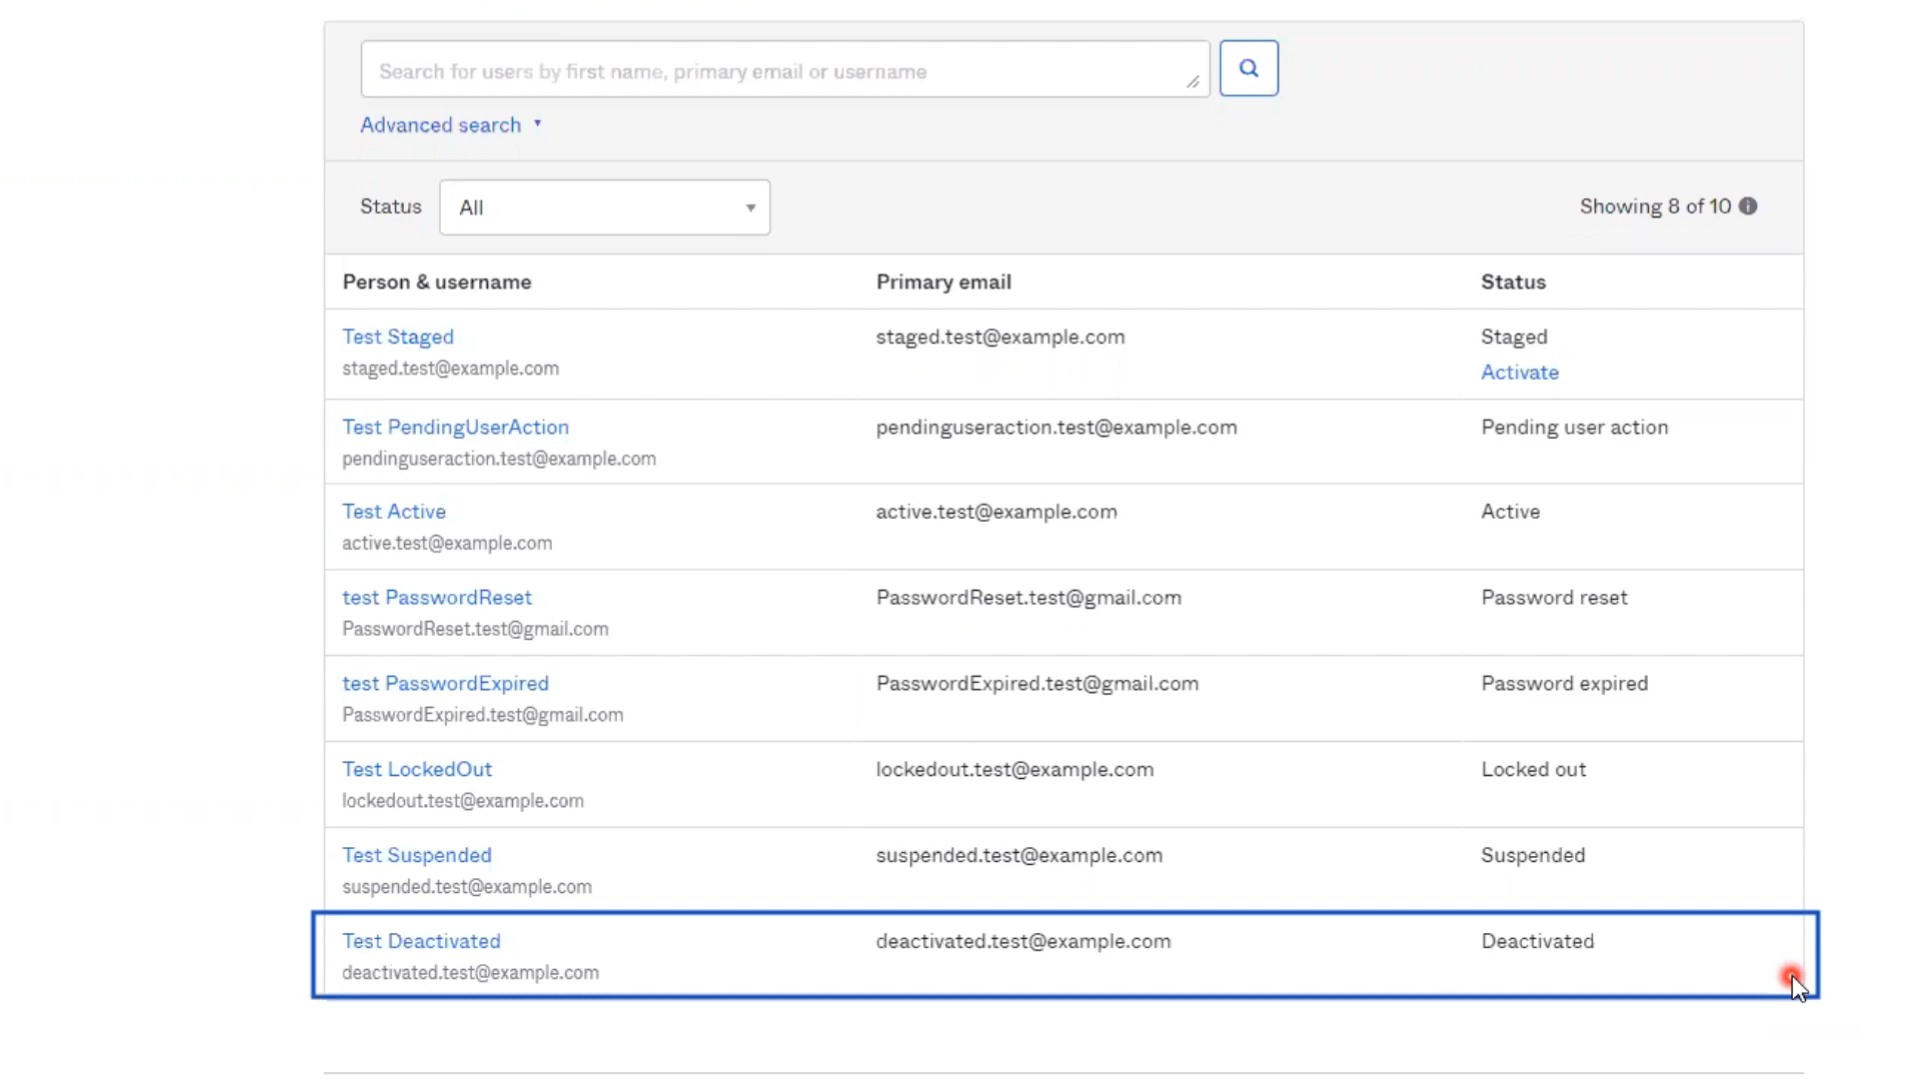 Search for users by first name, primary email or username
Advanced search
Status All Showing 8 of 10
Person & username Primary email Status
Test Staged staged.test@example.com Staged
staged.test@example.com Activate
Test PendingUserAction pendinguseraction.test@example.com Pending user action
pendinguseraction.test@example.com
Test Active active.test@example.com Active
active.test@example.com
test PasswordReset PasswordReset.test@gmail.com Password reset
PasswordReset.test@gmail.com
test PasswordExpired PasswordExpired.test@gmail.com Password expired
PasswordExpired.test@gmail.com
Test LockedOut lockedout.test@example.com Locked out
lockedout.test@example.com
Test Suspended suspended.test@example.com Suspended
suspended.test@example.com
Test Deactivated deactivated.test@example.com Deactivated
deactivated.test@example.com